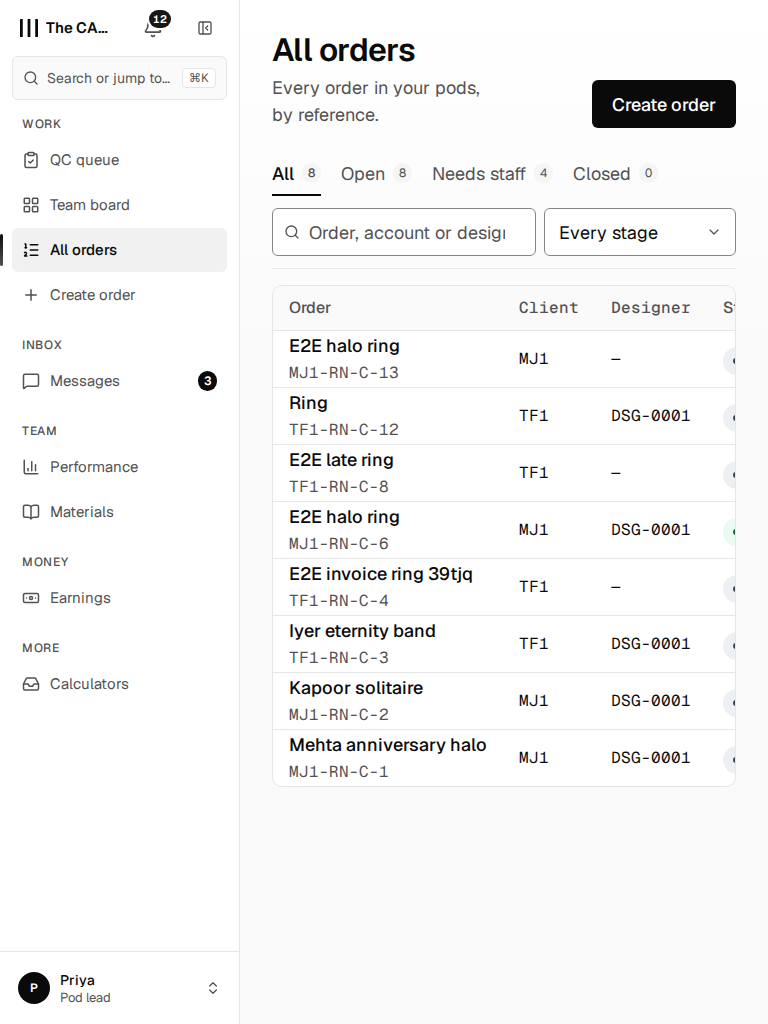 The CA…
12
Search or jump to…
⌘K
WORK
QC queue
Team board
All orders
Create order
INBOX
Messages
3
TEAM
Performance
Materials
MONEY
Earnings
MORE
Calculators
P
Priya
Pod lead
All orders
Every order in your pods,
by reference.
Create order
All 8 Open 8 Needs staff 4 Closed 0
Order, account or design
Every stage
Order Client Designer St
E2E halo ring
MJ1-RN-C-13
MJ1 —
Ring
TF1-RN-C-12
TF1 DSG-0001
E2E late ring
TF1-RN-C-8
TF1 —
E2E halo ring
MJ1-RN-C-6
MJ1 DSG-0001
E2E invoice ring 39tjq
TF1-RN-C-4
TF1 —
Iyer eternity band
TF1-RN-C-3
TF1 DSG-0001
Kapoor solitaire
MJ1-RN-C-2
MJ1 DSG-0001
Mehta anniversary halo
MJ1-RN-C-1
MJ1 DSG-0001